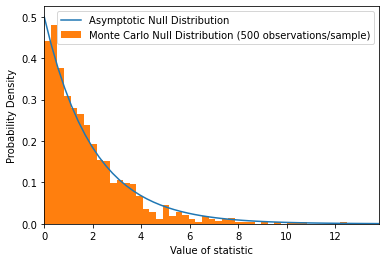 Asymptotic Null Distribution
Monte Carlo Null Distribution (500 observations/sample)
0.5
0.4
0.3
0.2
0.1
0.0
Probability Density
0 2 4 6 8 10 12
Value of statistic